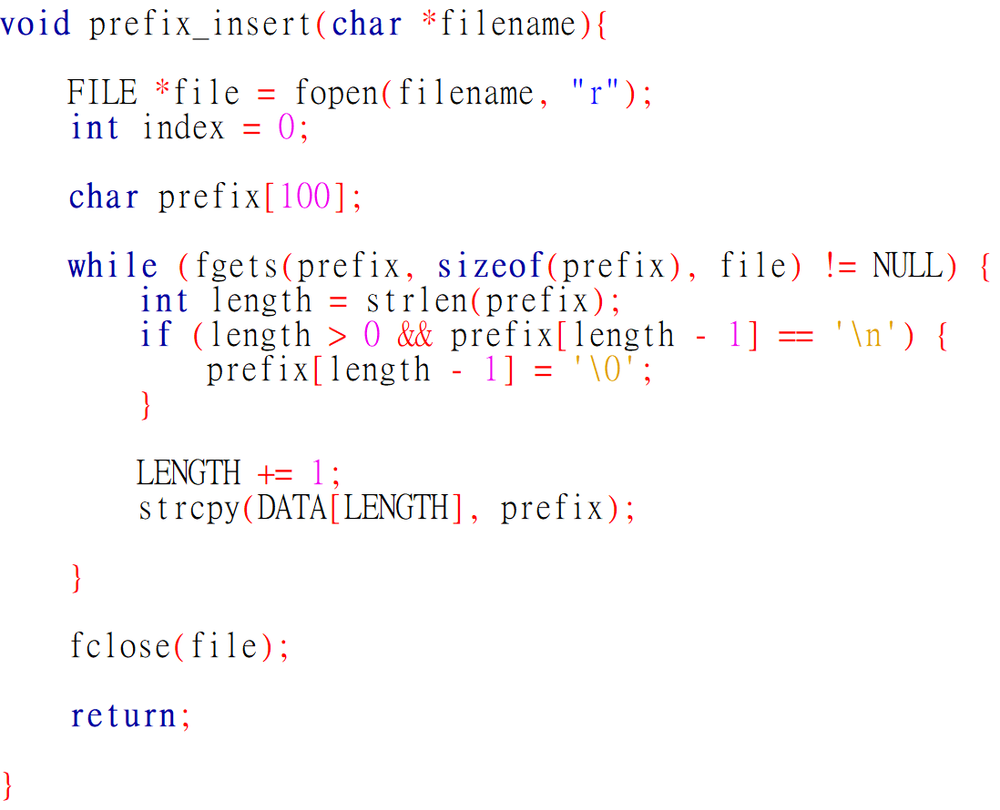 void prefix_insert(char *filename){
FILE *file = fopen(filename, "r");
int index = 0;
char prefix[100];
while (fgets(prefix, sizeof(prefix), file) != NULL) {
int length = strlen(prefix);
if (length > 0 && prefix[length - 1] == '\n') {
prefix[length - 1] = '\0';
}
LENGTH += 1;
strcpy(DATA[LENGTH], prefix);
}
fclose(file);
return;
}